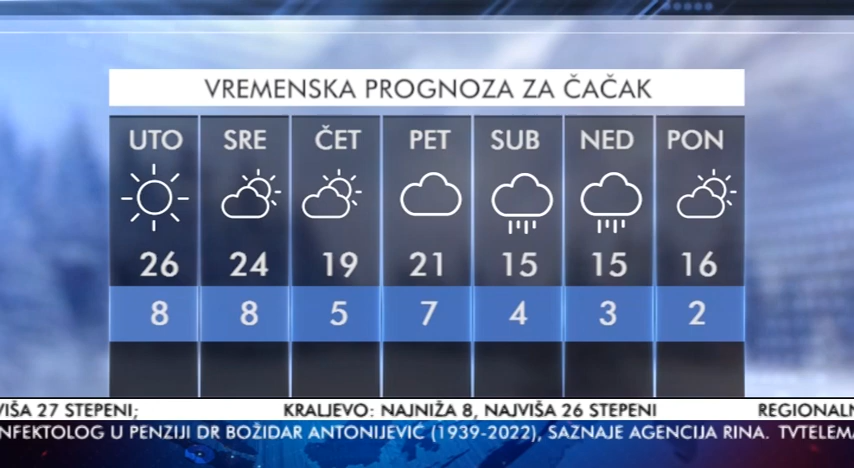 VREMENSKA PROGNOZA ZA ČAČAK
UTO SRE ČET PET SUB NED PON
26 24 19 21 15 15 16
8 8 5 7 4 3 2
VIŠA 27 STEPENI; KRALJEVO: NAJNIŽA 8, NAJVIŠA 26 STEPENI REGIONALN
NFEKTOLOG U PENZIJI DR BOŽIDAR ANTONIJEVIĆ (1939-2022), SAZNAJE AGENCIJA RINA. TVTELEMA